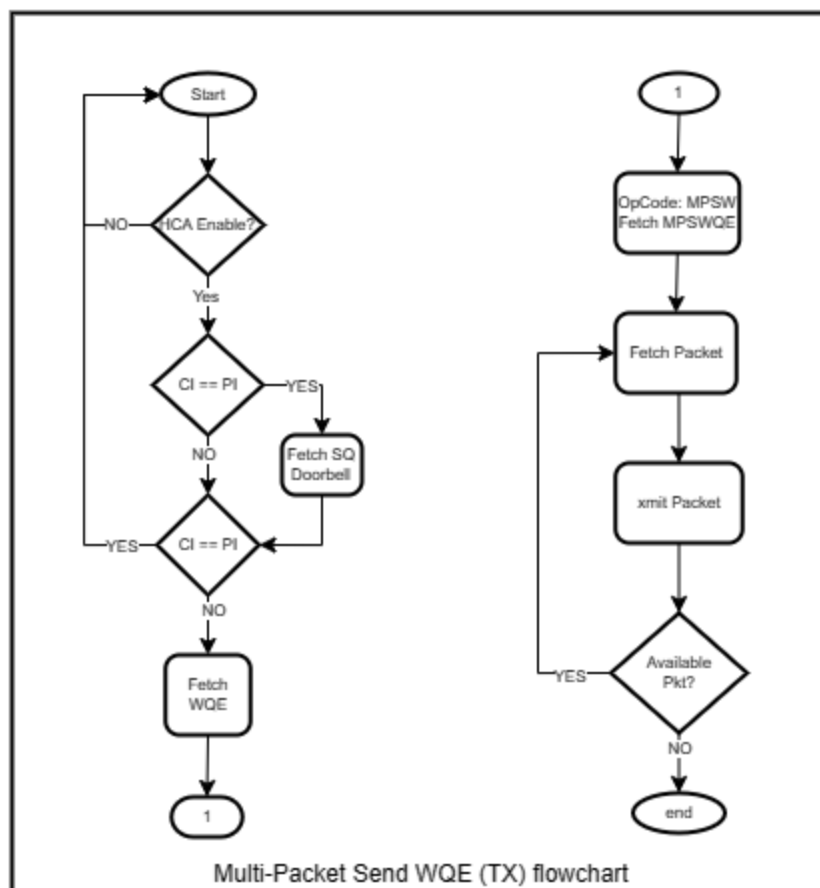 Start
HCA Enable?
NO
Yes
CI == PI
YES
Fetch SQ
Doorbell
NO
CI == PI
YES
NO
Fetch
WQE
1
1
OpCode: MPSW
Fetch MPSWQE
Fetch Packet
xmit Packet
Available
Pkt?
YES
NO
end
Multi-Packet Send WQE (TX) flowchart